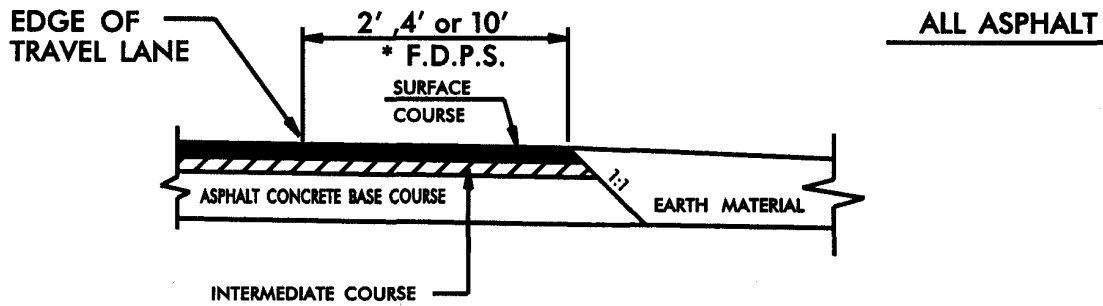 EDGE OF
TRAVEL LANE
2' ,4' or 10'
* F.D.P.S.
ALL ASPHALT
SURFACE
COURSE
1:1
ASPHALT CONCRETE BASE COURSE
EARTH MATERIAL
INTERMEDIATE COURSE